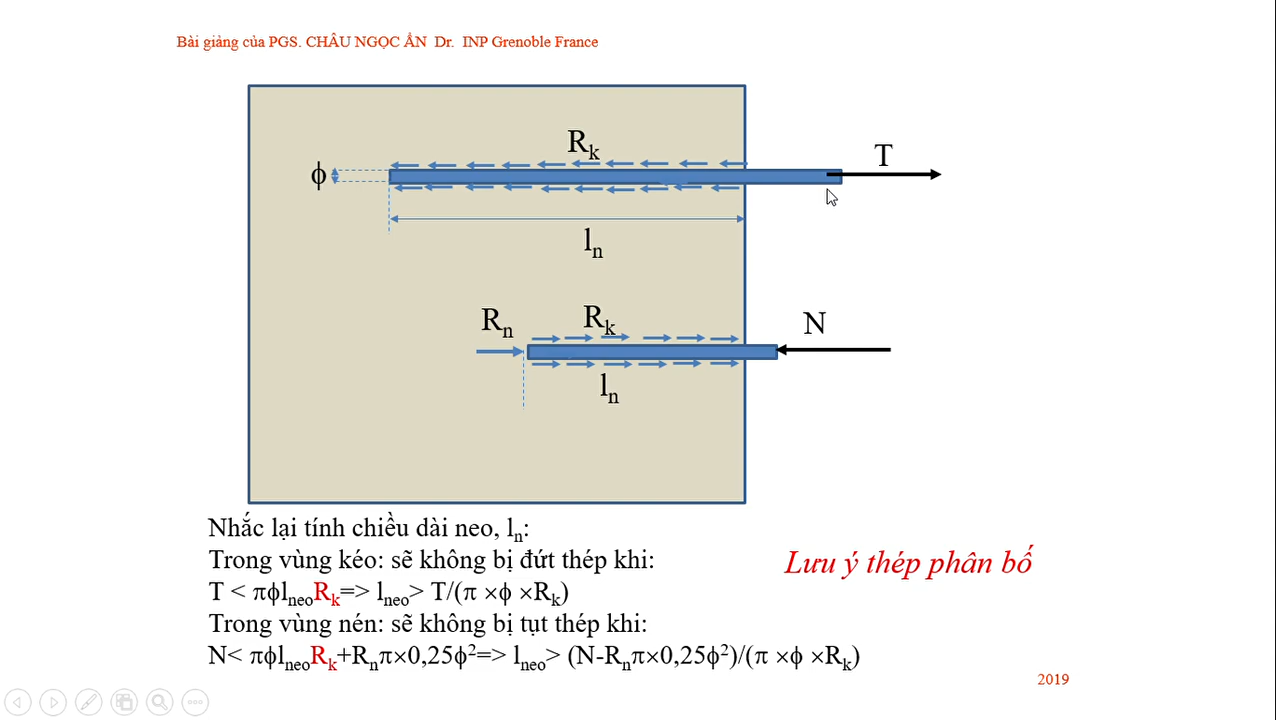 Bài giảng của PGS. CHÂU NGỌC ẨN Dr. INP Grenoble France
Rk
T
ϕ
ln
Rn
Rk
N
ln
Nhắc lại tính chiều dài neo, ln:
Trong vùng kéo: sẽ không bị đứt thép khi:
Lưu ý thép phân bố
T < πϕlneoRk=> lneo> T/(π ×ϕ ×Rk)
Trong vùng nén: sẽ không bị tụt thép khi:
N< πϕlneoRk+Rnπ×0,25ϕ²=> lneo> (N-Rnπ×0,25ϕ²)/(π ×ϕ ×Rk)
2019